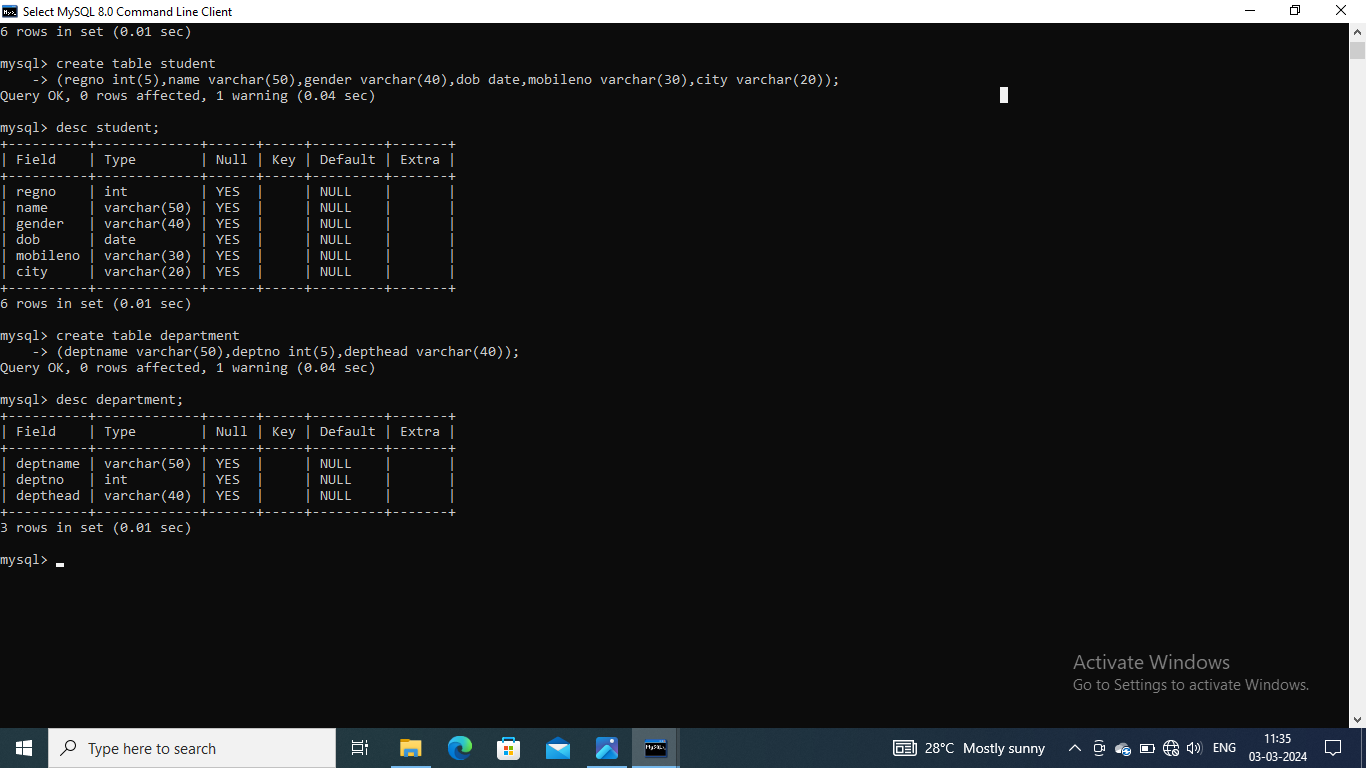 Select MySQL 8.0 Command Line Client
6 rows in set (0.01 sec)
mysql> create table student
    -> (regno int(5),name varchar(50),gender varchar(40),dob date,mobileno varchar(30),city varchar(20));
Query OK, 0 rows affected, 1 warning (0.04 sec)
mysql> desc student;
+----------+-------------+------+-----+---------+-------+
| Field    | Type        | Null | Key | Default | Extra |
+----------+-------------+------+-----+---------+-------+
| regno    | int         | YES  |     | NULL    |       |
| name     | varchar(50) | YES  |     | NULL    |       |
| gender   | varchar(40) | YES  |     | NULL    |       |
| dob      | date        | YES  |     | NULL    |       |
| mobileno | varchar(30) | YES  |     | NULL    |       |
| city     | varchar(20) | YES  |     | NULL    |       |
+----------+-------------+------+-----+---------+-------+
6 rows in set (0.01 sec)
mysql> create table department
    -> (deptname varchar(50),deptno int(5),depthead varchar(40));
Query OK, 0 rows affected, 1 warning (0.04 sec)
mysql> desc department;
+----------+-------------+------+-----+---------+-------+
| Field    | Type        | Null | Key | Default | Extra |
+----------+-------------+------+-----+---------+-------+
| deptname | varchar(50) | YES  |     | NULL    |       |
| deptno   | int         | YES  |     | NULL    |       |
| depthead | varchar(40) | YES  |     | NULL    |       |
+----------+-------------+------+-----+---------+-------+
3 rows in set (0.01 sec)
mysql>
Activate Windows
Go to Settings to activate Windows.
Type here to search
28°C Mostly sunny
ENG
11:35
03-03-2024